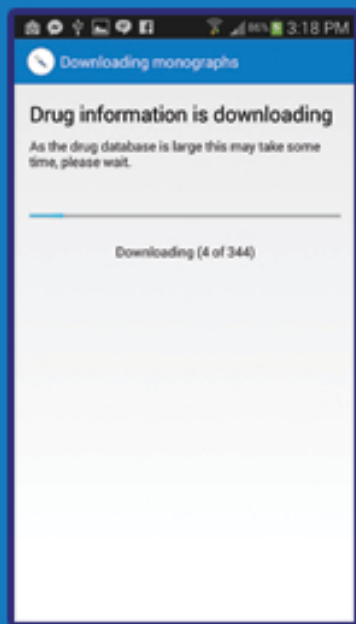 86% 3:18 PM
Downloading monographs
Drug information is downloading
As the drug database is large this may take some
time, please wait.
Downloading (4 of 344)